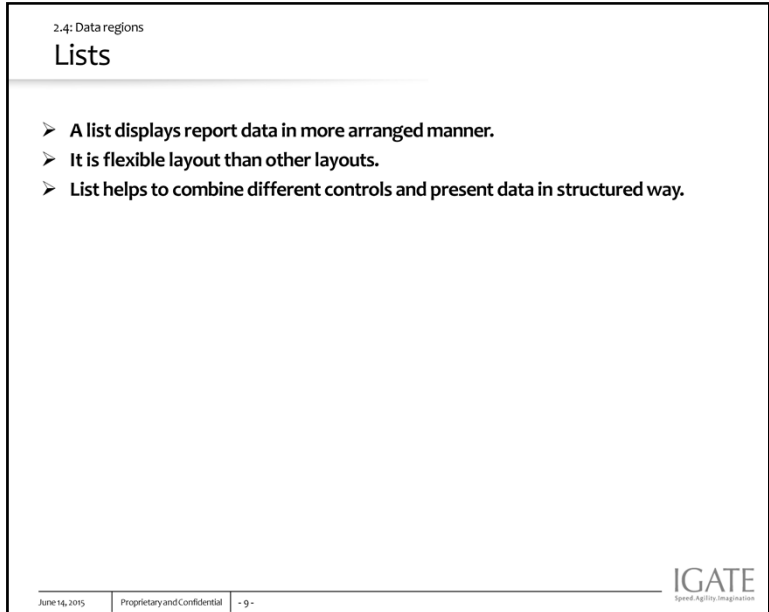 2.4: Data regions
Lists
➢ A list displays report data in more arranged manner.
➢ It is flexible layout than other layouts.
➢ List helps to combine different controls and present data in structured way.
June 14, 2015 Proprietary and Confidential - 9 -
IGATE
Speed.Agility.Imagination